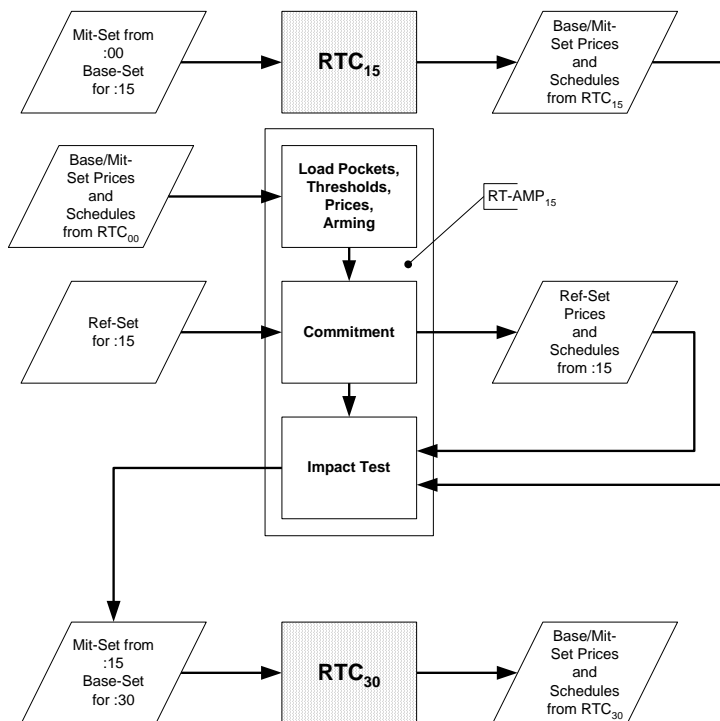 Mit-Set from
:00
Base-Set
for :15
RTC15
Base/Mit-
Set Prices
and
Schedules
from RTC15
Base/Mit-
Set Prices
and
Schedules
from RTC00
Load Pockets,
Thresholds,
Prices,
Arming
RT-AMP15
Ref-Set
for :15
Commitment
Ref-Set
Prices
and
Schedules
from :15
Impact Test
Mit-Set from
:15
Base-Set
for :30
RTC30
Base/Mit-
Set Prices
and
Schedules
from RTC30